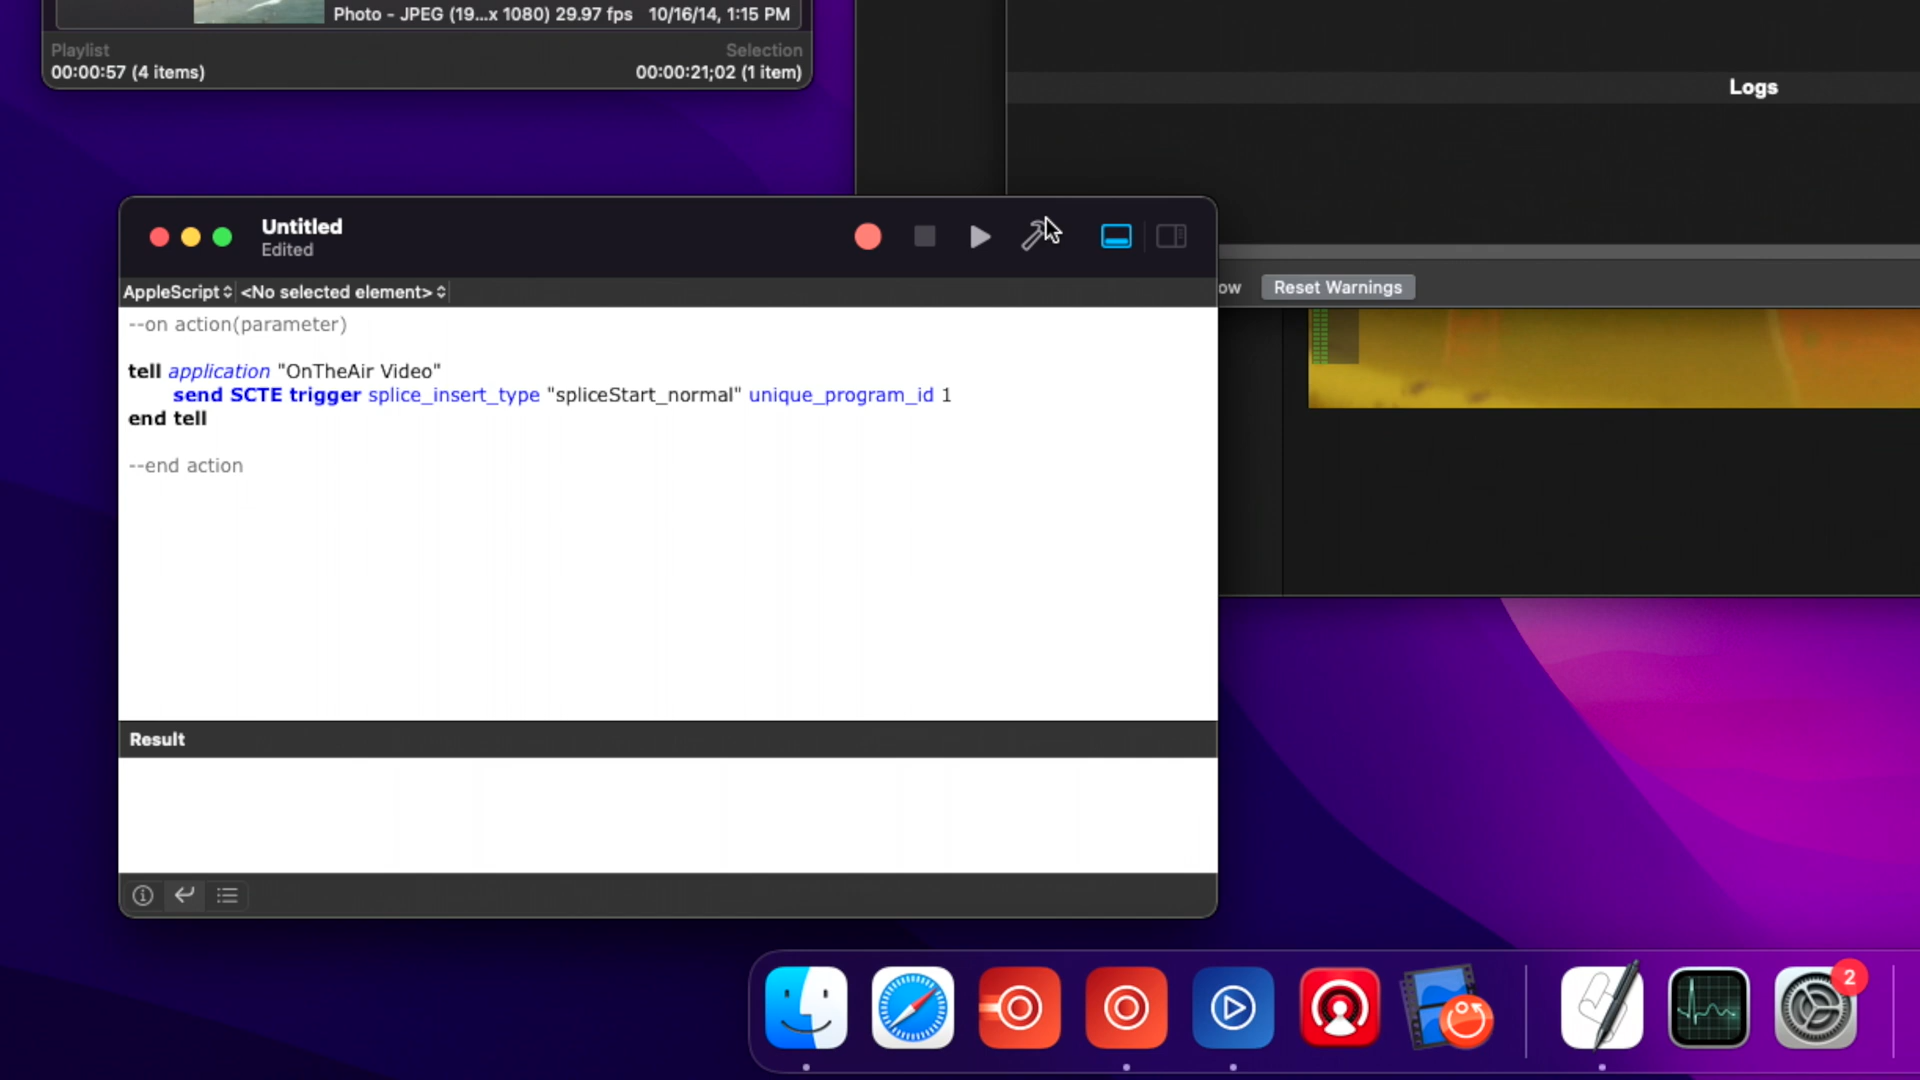 Photo - JPEG (19...x 1080) 29.97 fps 10/16/14, 1:15 PM
Playlist
Selection
00:00:57 (4 items)
00:00:21;02 (1 item)
Logs
Untitled
Edited
AppleScript
<No selected element>
ow
Reset Warnings
--on action(parameter)
tell application "OnTheAir Video"
send SCTE trigger splice_insert_type "spliceStart_normal" unique_program_id 1
end tell
--end action
Result
2